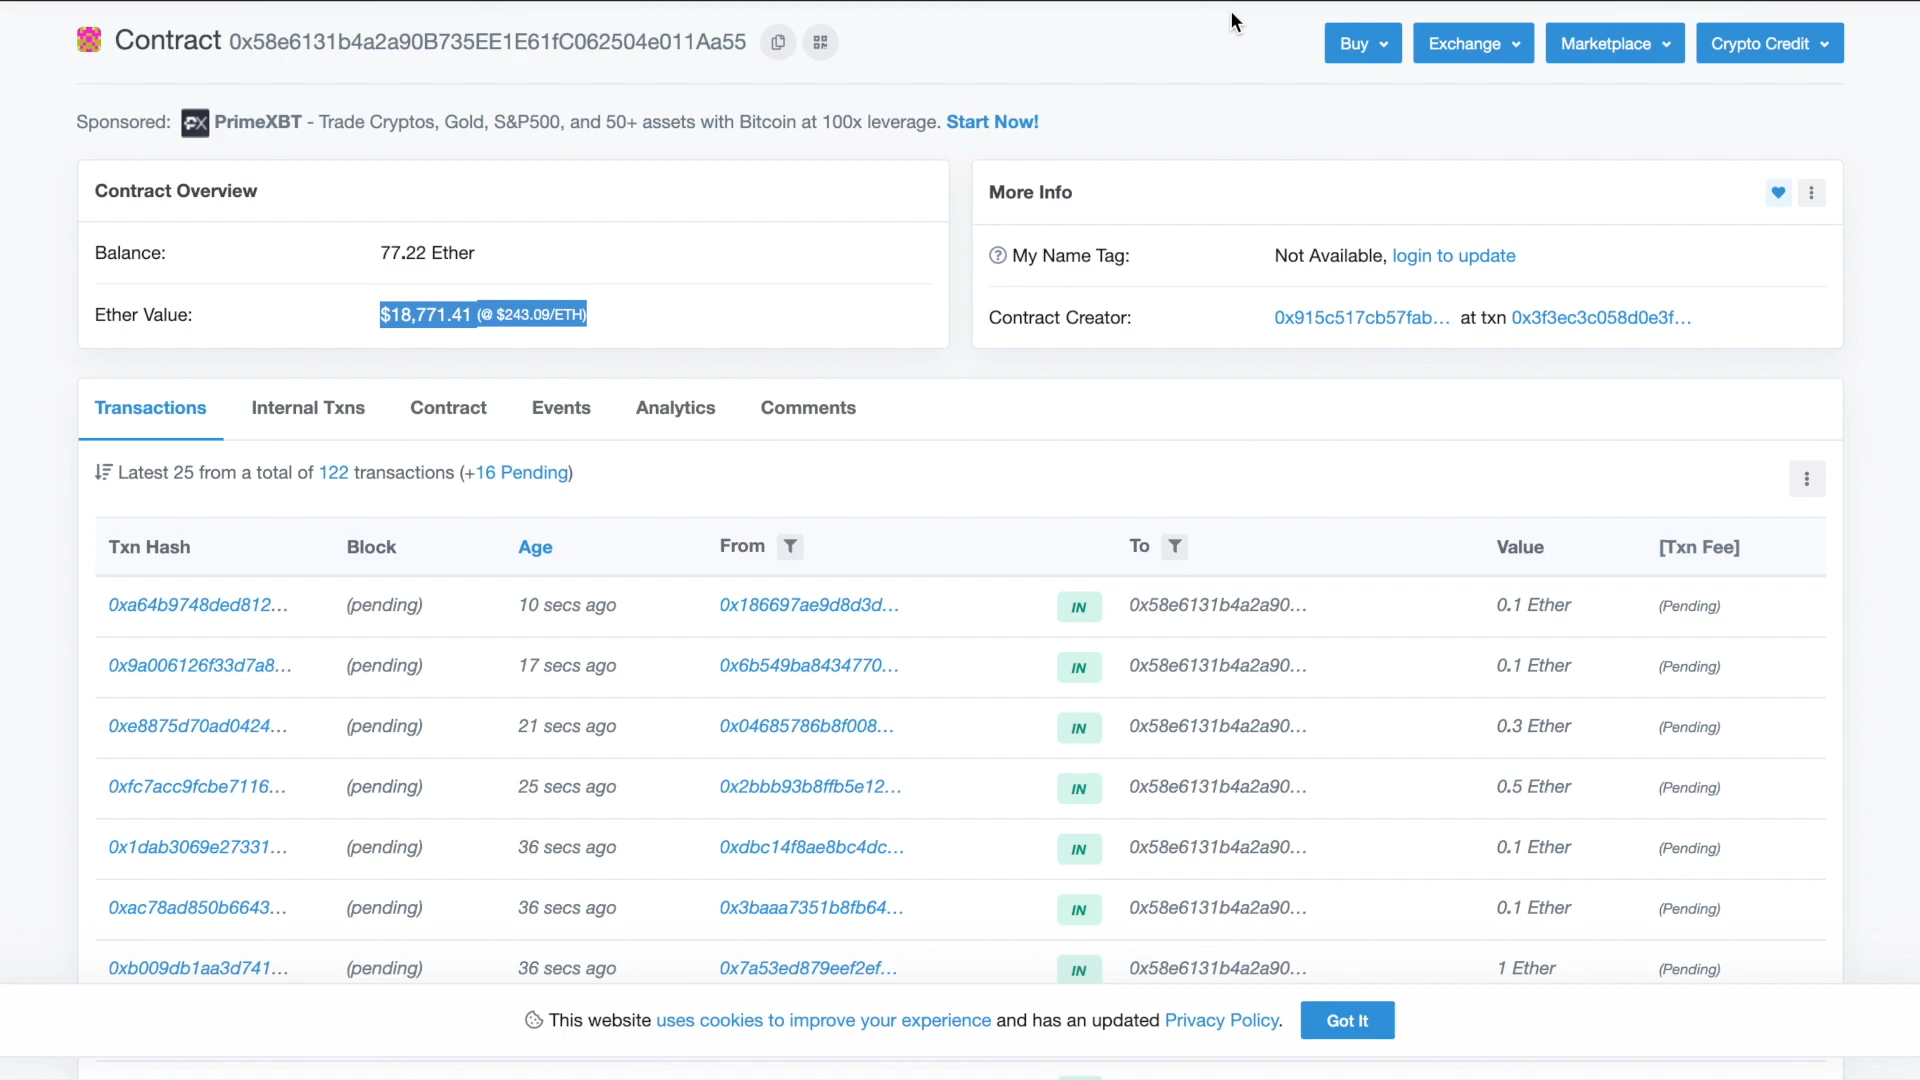 Contract 0x58e6131b4a2a90B735EE1E61fC062504e011Aa55
Buy Exchange Marketplace Crypto Credit
Sponsored: PX PrimeXBT - Trade Cryptos, Gold, S&P500, and 50+ assets with Bitcoin at 100x leverage. Start Now!
Contract Overview
Balance: 77.22 Ether
Ether Value: $18,771.41 (@ $243.09/ETH)
More Info
? My Name Tag: Not Available, login to update
Contract Creator: 0x915c517cb57fab... at txn 0x3f3ec3c058d0e3f...
Transactions Internal Txns Contract Events Analytics Comments
Latest 25 from a total of 122 transactions (+16 Pending)
Txn Hash Block Age From To Value [Txn Fee]
0xa64b9748ded812... (pending) 10 secs ago 0x186697ae9d8d3d... IN 0x58e6131b4a2a90... 0.1 Ether (Pending)
0x9a006126f33d7a8... (pending) 17 secs ago 0x6b549ba8434770... IN 0x58e6131b4a2a90... 0.1 Ether (Pending)
0xe8875d70ad0424... (pending) 21 secs ago 0x04685786b8f008... IN 0x58e6131b4a2a90... 0.3 Ether (Pending)
0xfc7acc9fcbe7116... (pending) 25 secs ago 0x2bbb93b8ffb5e12... IN 0x58e6131b4a2a90... 0.5 Ether (Pending)
0x1dab3069e27331... (pending) 36 secs ago 0xdbc14f8ae8bc4dc... IN 0x58e6131b4a2a90... 0.1 Ether (Pending)
0xac78ad850b6643... (pending) 36 secs ago 0x3baaa7351b8fb64... IN 0x58e6131b4a2a90... 0.1 Ether (Pending)
0xb009db1aa3d741... (pending) 36 secs ago 0x7a53ed879eef2ef... IN 0x58e6131b4a2a90... 1 Ether (Pending)
This website uses cookies to improve your experience and has an updated Privacy Policy. Got It